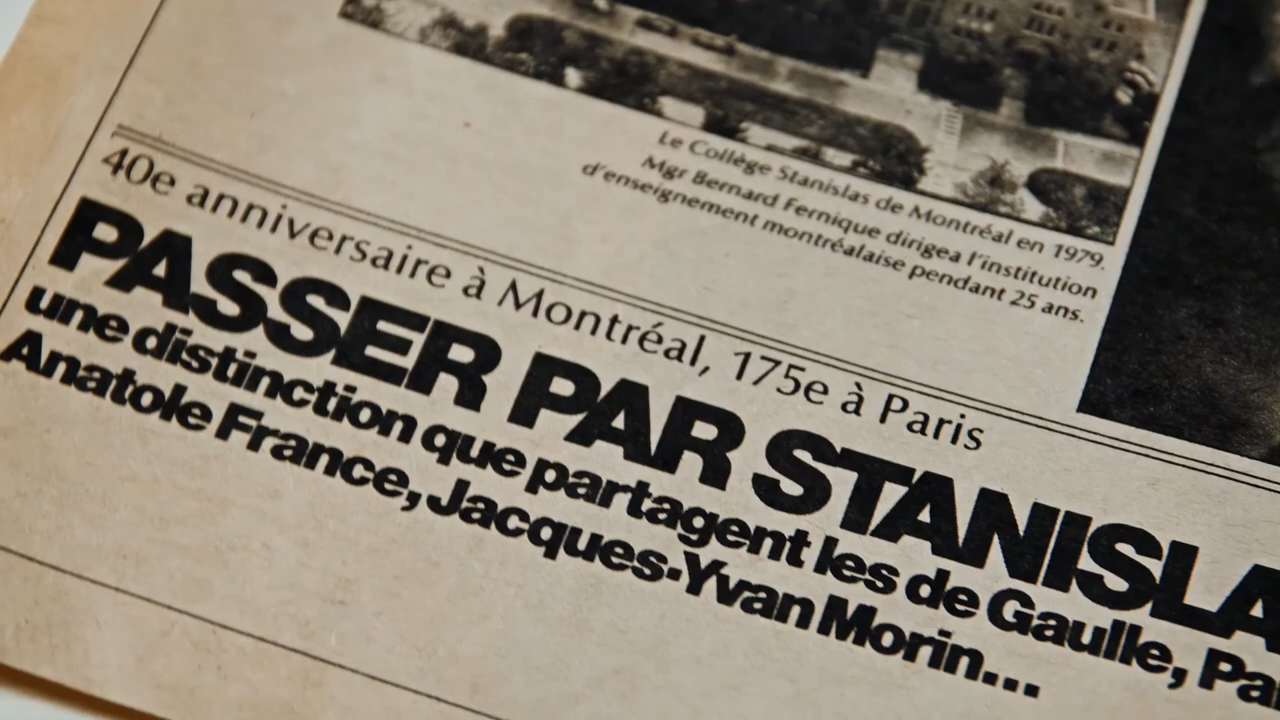 Le Collège Stanislas de Montréal en 1979.
Mgr Bernard Fernique dirigea l'institution
d'enseignement montréalaise pendant 25 ans.
40e anniversaire à Montréal, 175e à Paris
PASSER PAR STANISLA
une distinction que partagent les de Gaulle, Pa
Anatole France, Jacques-Yvan Morin...